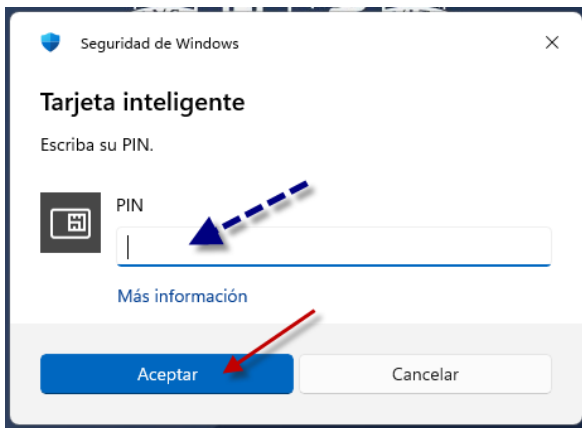 Seguridad de Windows
Tarjeta inteligente
Escriba su PIN.
PIN
Más información
Aceptar
Cancelar